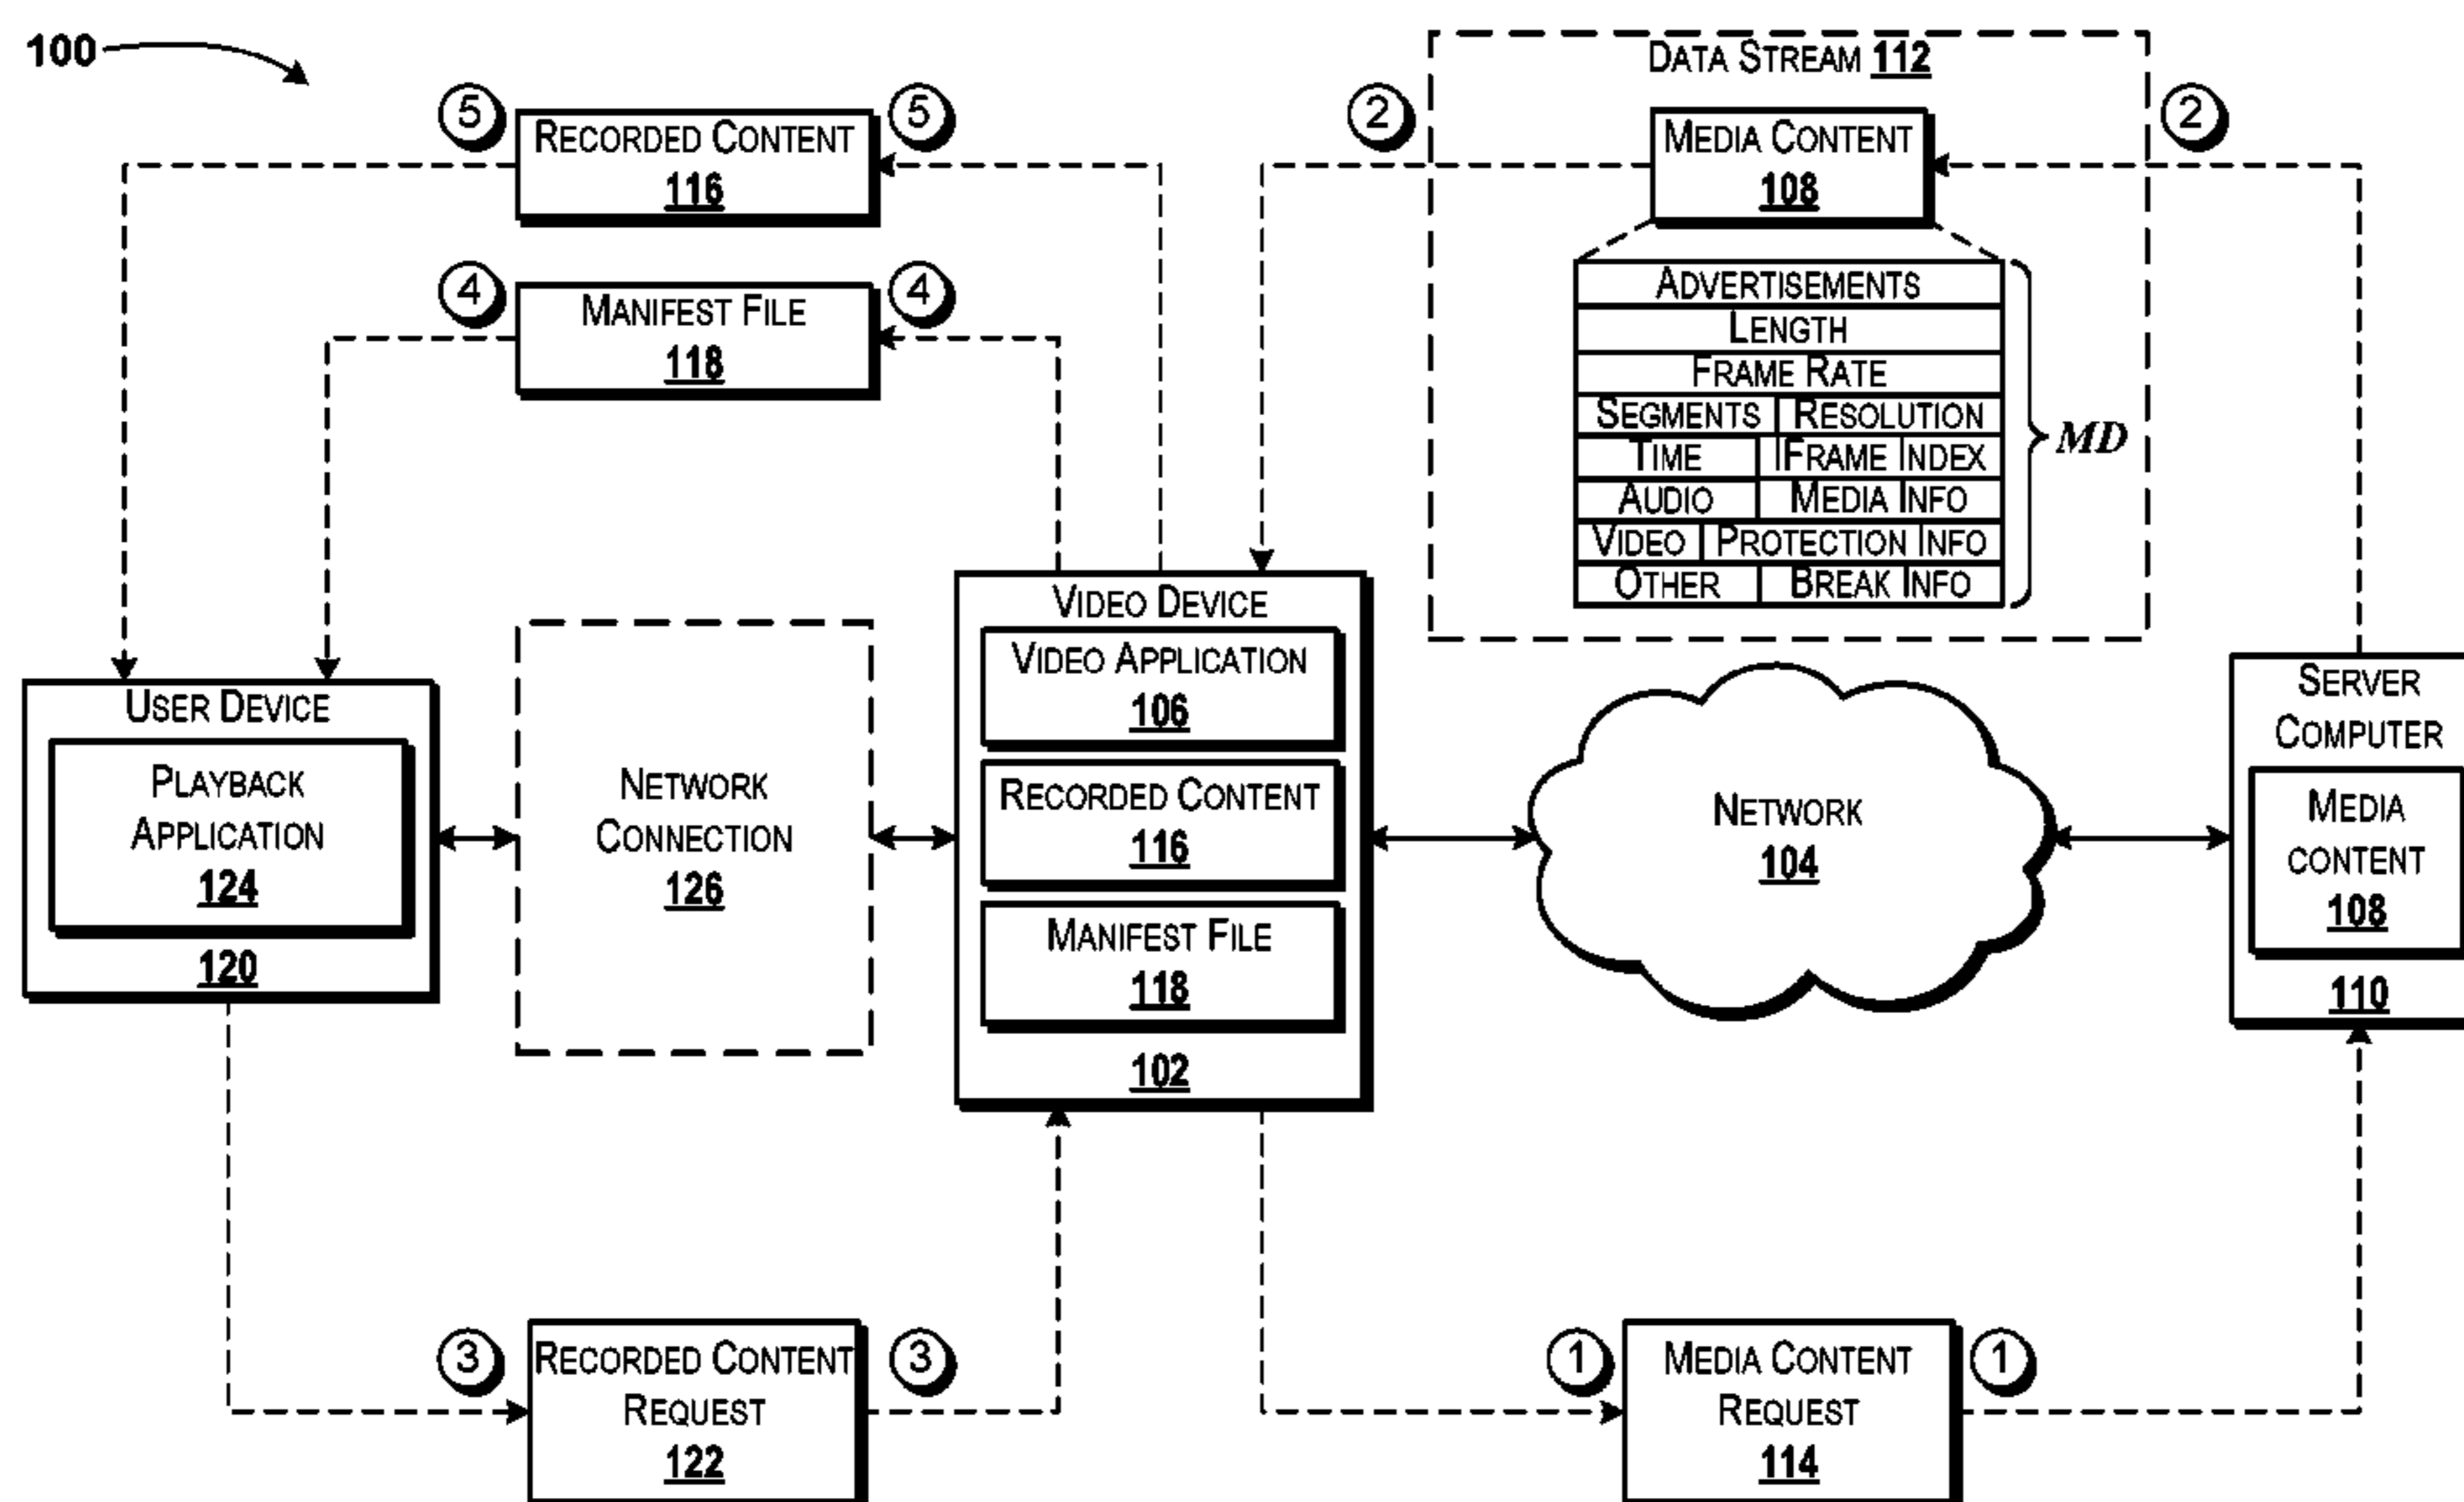 100
5
RECORDED CONTENT
116
5
4
MANIFEST FILE
118
4
2
DATA STREAM 112
MEDIA CONTENT
108
2
ADVERTISEMENTS
LENGTH
FRAME RATE
SEGMENTS RESOLUTION
TIME IFRAME INDEX
AUDIO MEDIA INFO
VIDEO PROTECTION INFO
OTHER BREAK INFO
MD
USER DEVICE
PLAYBACK
APPLICATION
124
120
NETWORK
CONNECTION
126
VIDEO DEVICE
VIDEO APPLICATION
106
RECORDED CONTENT
116
MANIFEST FILE
118
102
NETWORK
104
SERVER
COMPUTER
MEDIA
CONTENT
108
110
3
RECORDED CONTENT
REQUEST
122
3
1
MEDIA CONTENT
REQUEST
114
1